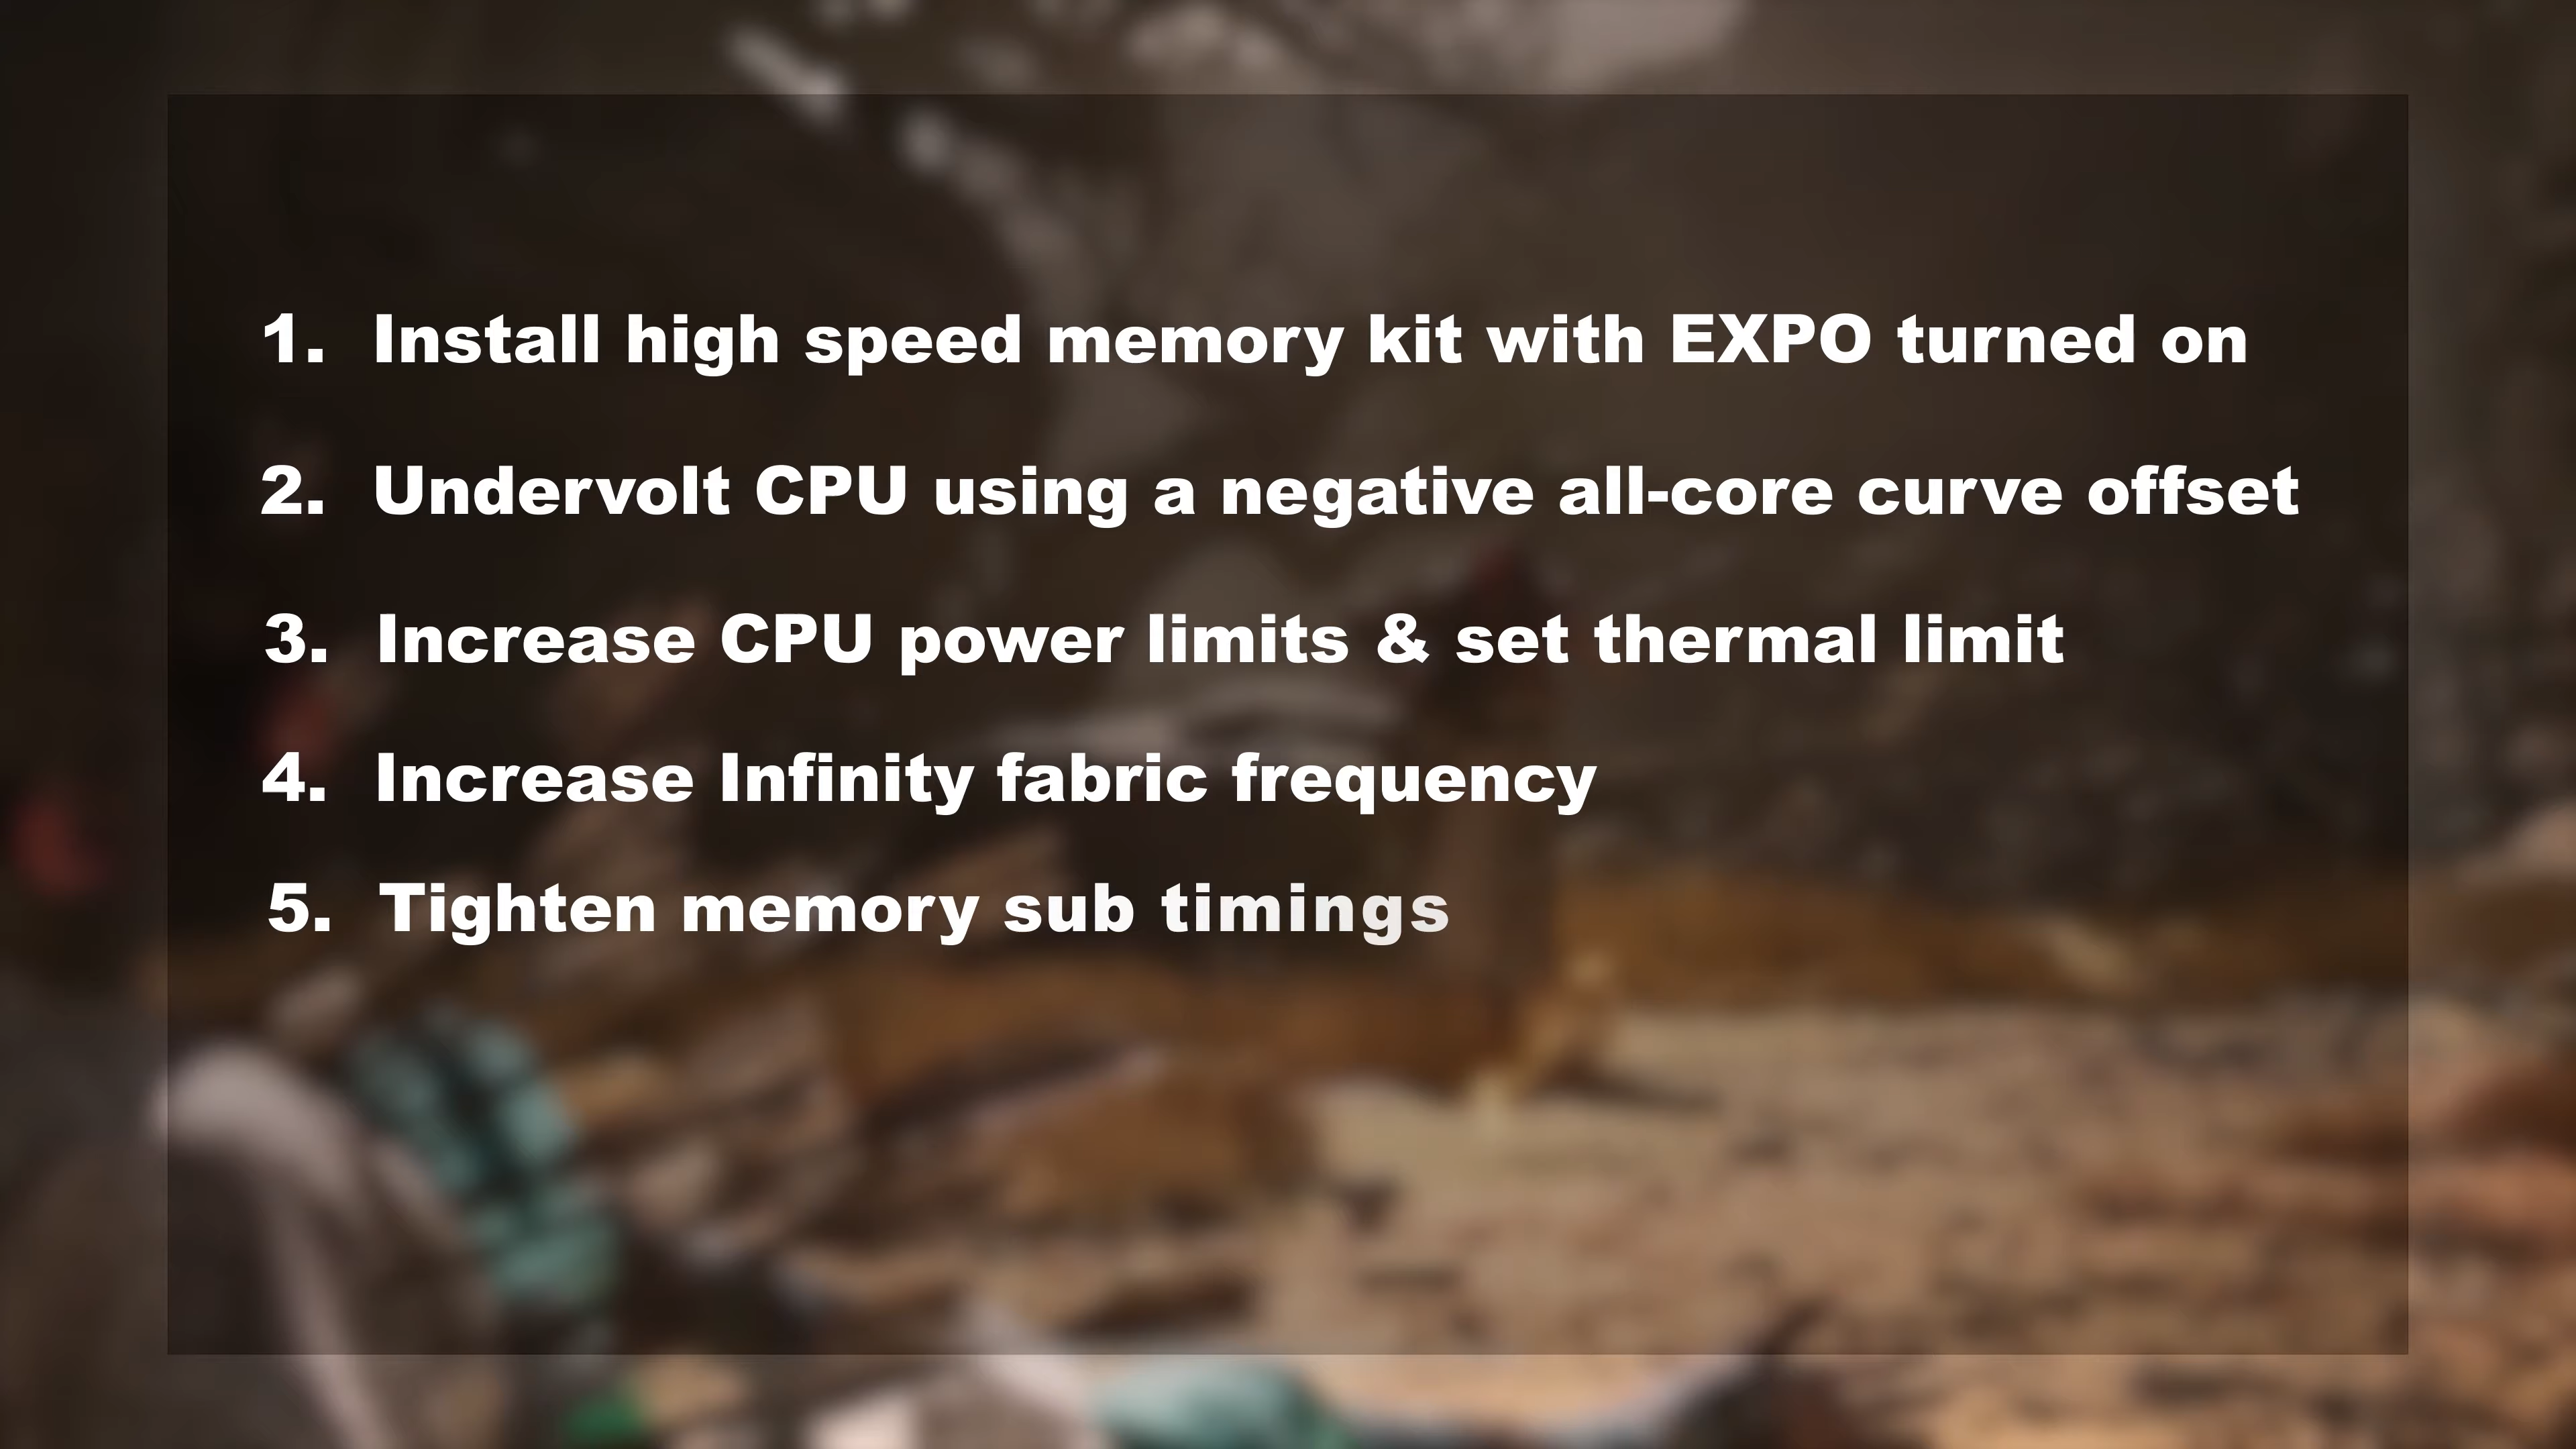 1. Install high speed memory kit with EXPO turned on
2. Undervolt CPU using a negative all-core curve offset
3. Increase CPU power limits & set thermal limit
4. Increase Infinity fabric frequency
5. Tighten memory sub timings